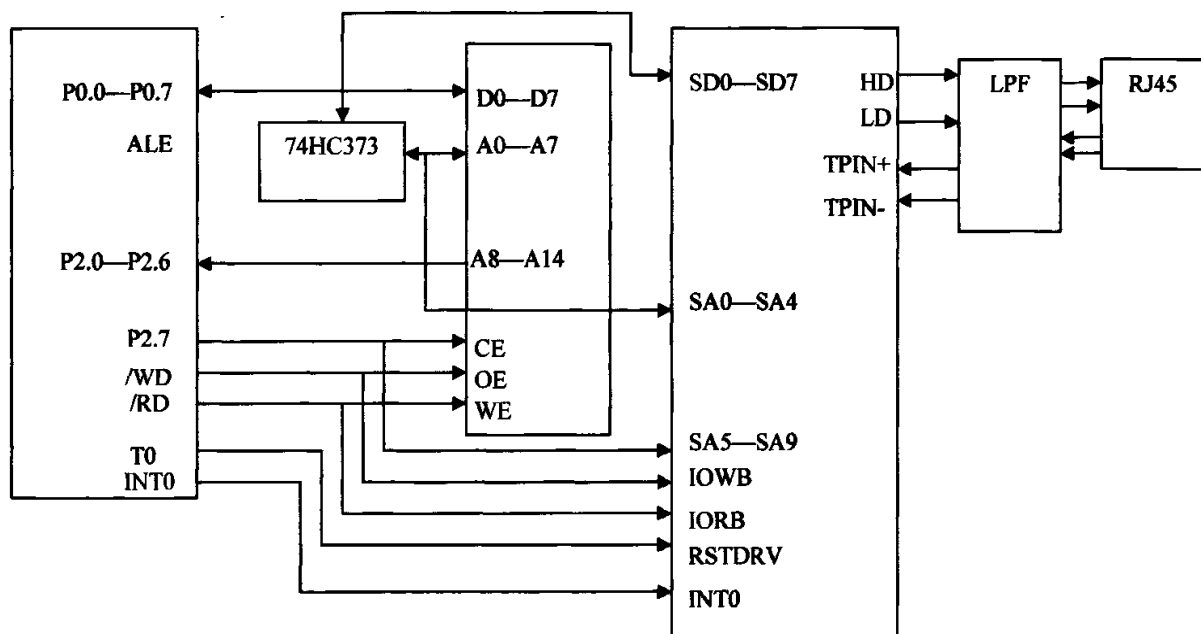 P0.0—P0.7
ALE
P2.0—P2.6
P2.7
/WD
/RD
T0
INT0
74HC373
D0—D7
A0—A7
A8—A14
CE
OE
WE
SD0—SD7
SA0—SA4
SA5—SA9
IOWB
IORB
RSTDRV
INT0
HD
LD
TPIN+
TPIN-
LPF
RJ45